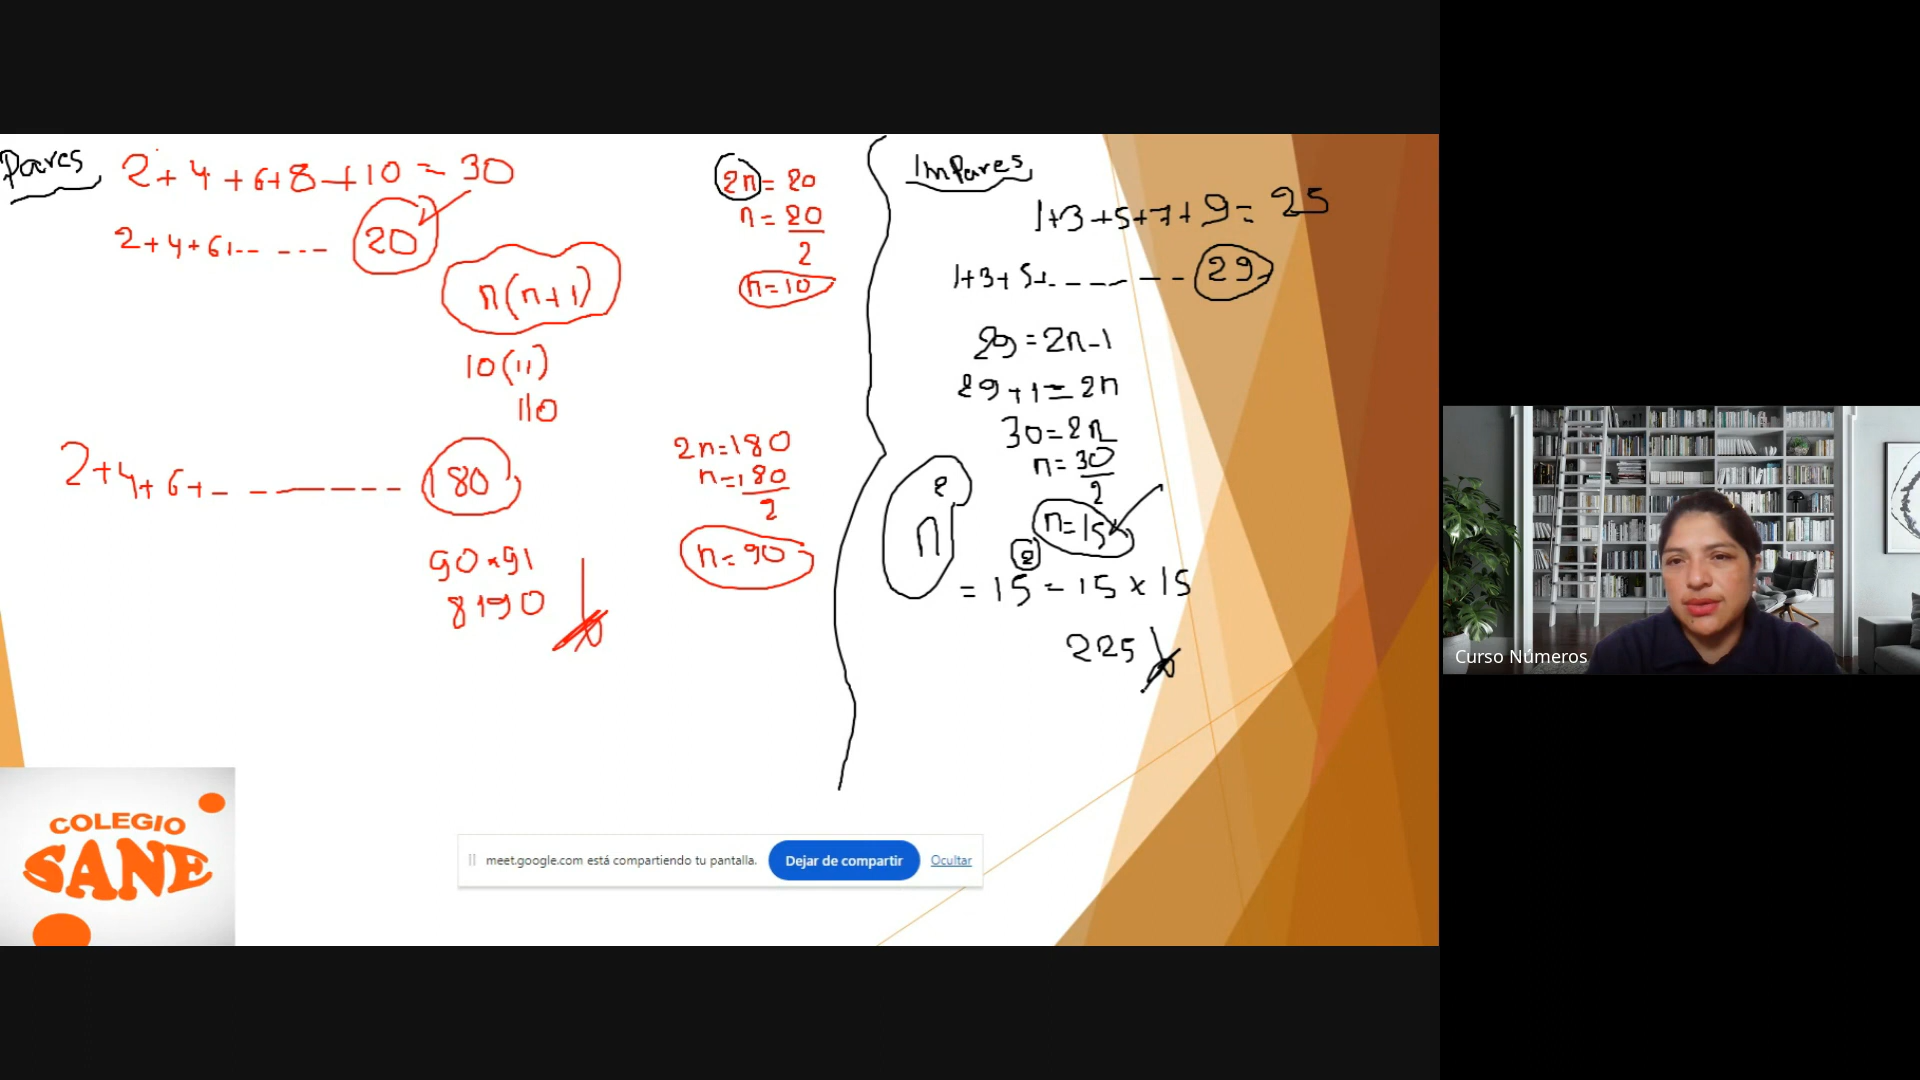 Pares
2+4+6+8+10=30
2+4+6+-- --- 20
n(n+1)
10(11)
110
2n=20
n=20
2
n=10
2+4+6+- - ------- 180
90×91
8190
2n=180
n=180
2
n=90
Impares
1+3+5+7+9=25
1+3+5+------- 29
29=2n-1
29+1=2n
30=2n
n=30
2
n=15
n²
=15²=15×15
225
COLEGIO
SANE
meet.google.com está compartiendo tu pantalla.
Dejar de compartir
Ocultar
Curso Números